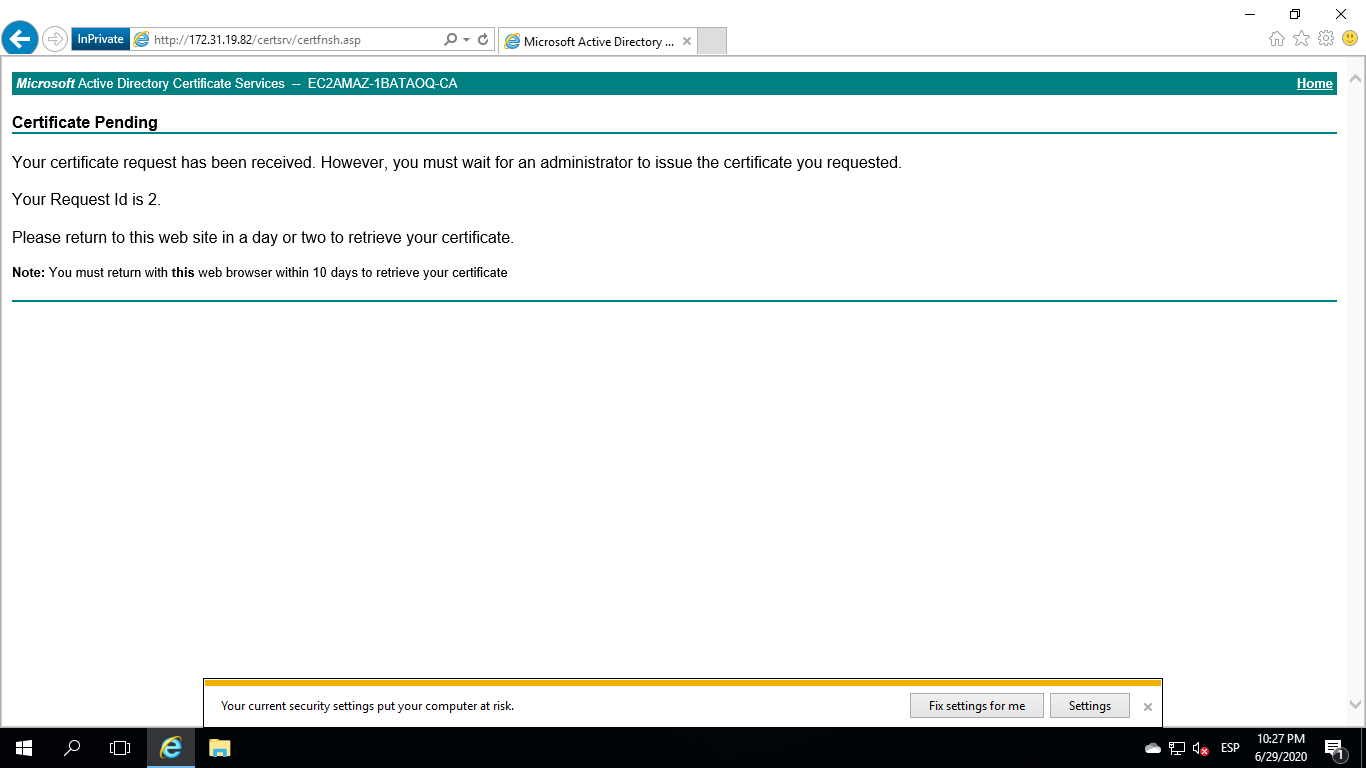 InPrivate
http://172.31.19.82/certsrv/certfnsh.asp
Microsoft Active Directory ...
Microsoft Active Directory Certificate Services -- EC2AMAZ-1BATAOQ-CA
Home
Certificate Pending
Your certificate request has been received. However, you must wait for an administrator to issue the certificate you requested.
Your Request Id is 2.
Please return to this web site in a day or two to retrieve your certificate.
Note: You must return with this web browser within 10 days to retrieve your certificate
Your current security settings put your computer at risk.
Fix settings for me
Settings
ESP
10:27 PM
6/29/2020
1